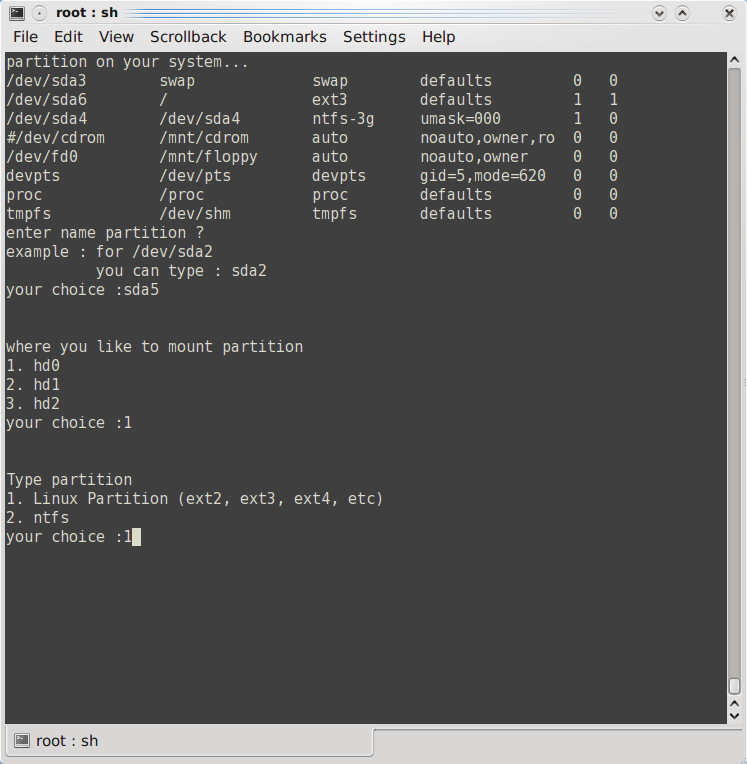 root : sh
File Edit View Scrollback Bookmarks Settings Help
partition on your system...
/dev/sda3 swap swap defaults 0 0
/dev/sda6 / ext3 defaults 1 1
/dev/sda4 /dev/sda4 ntfs-3g umask=000 1 0
#/dev/cdrom /mnt/cdrom auto noauto,owner,ro 0 0
/dev/fd0 /mnt/floppy auto noauto,owner 0 0
devpts /dev/pts devpts gid=5,mode=620 0 0
proc /proc proc defaults 0 0
tmpfs /dev/shm tmpfs defaults 0 0
enter name partition ?
example : for /dev/sda2
you can type : sda2
your choice :sda5
where you like to mount partition
1. hd0
2. hd1
3. hd2
your choice :1
Type partition
1. Linux Partition (ext2, ext3, ext4, etc)
2. ntfs
your choice :1
root : sh